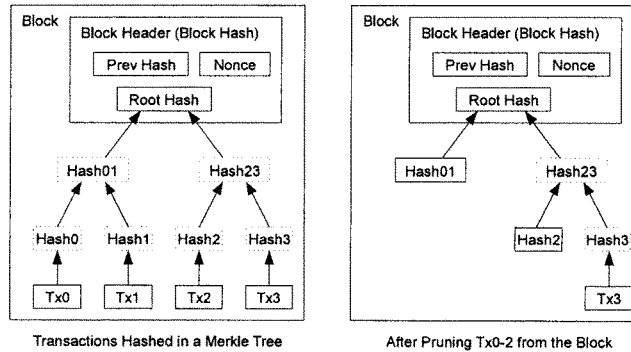 Block
Block Header (Block Hash)
Prev Hash
Nonce
Root Hash
Hash01
Hash23
Hash0
Hash1
Hash2
Hash3
Tx0
Tx1
Tx2
Tx3
Transactions Hashed in a Merkle Tree
Block
Block Header (Block Hash)
Prev Hash
Nonce
Root Hash
Hash01
Hash23
Hash2
Hash3
Tx3
After Pruning Tx0-2 from the Block